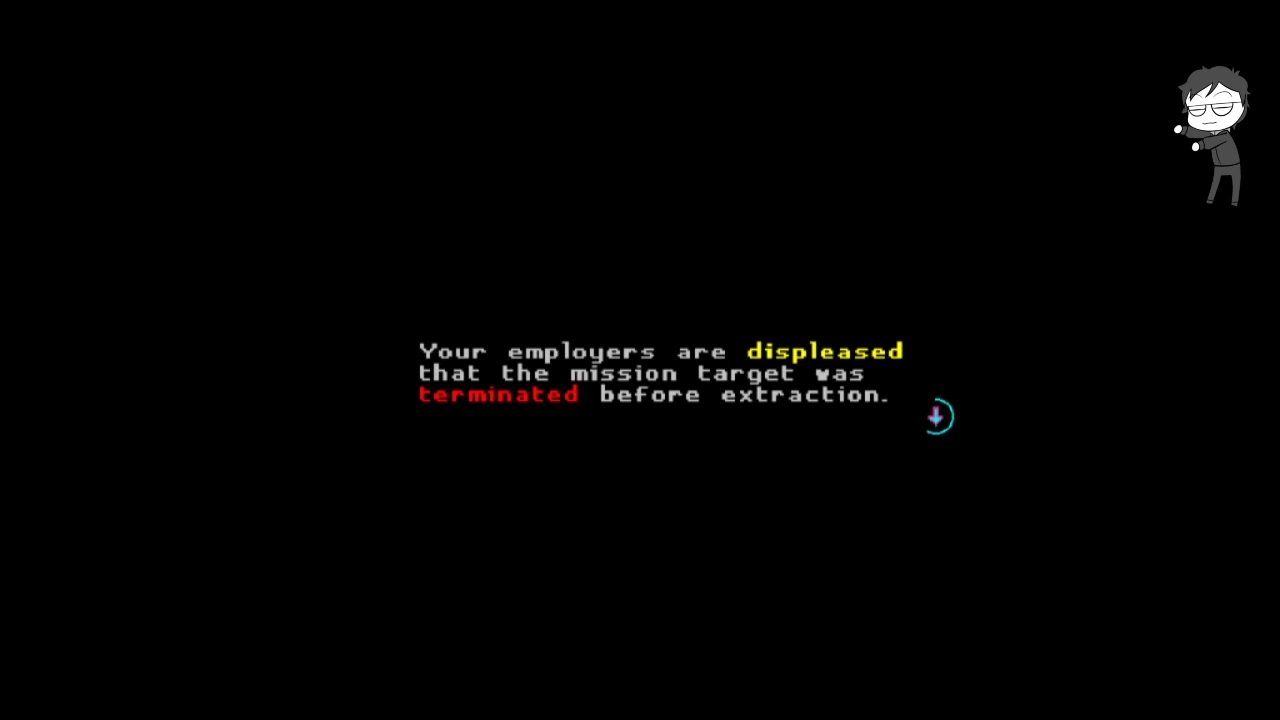 Your employers are displeased
that the mission target was
terminated before extraction.